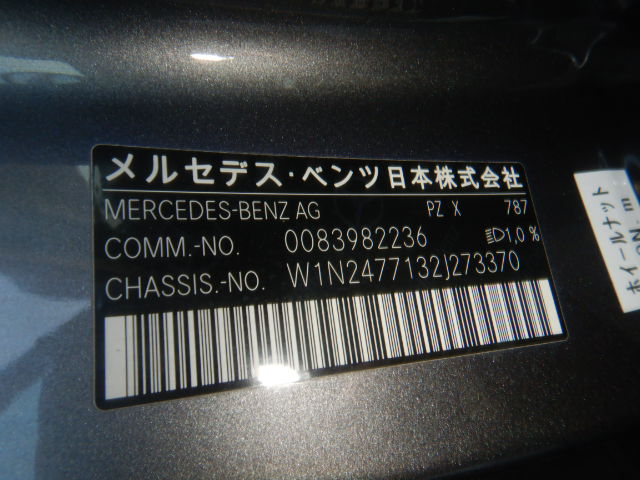 メルセデス・ベンツ日本株式会社
MERCEDES-BENZ AG PZ X 787
COMM.-NO. 0083982236 1,0 %
CHASSIS.-NO. W1N2477132J273370
ホイールナット